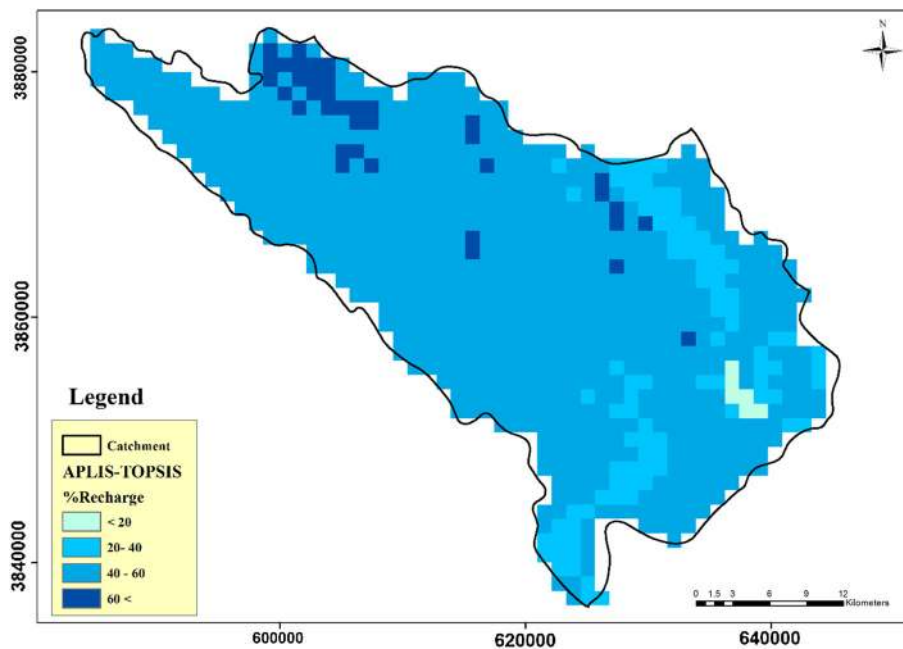 N
3880000
3860000
3840000
Legend
Catchment
APLIS-TOPSIS
%Recharge
< 20
20- 40
40 - 60
60 <
0 1.5 3 6 9 12
Kilometers
600000 620000 640000